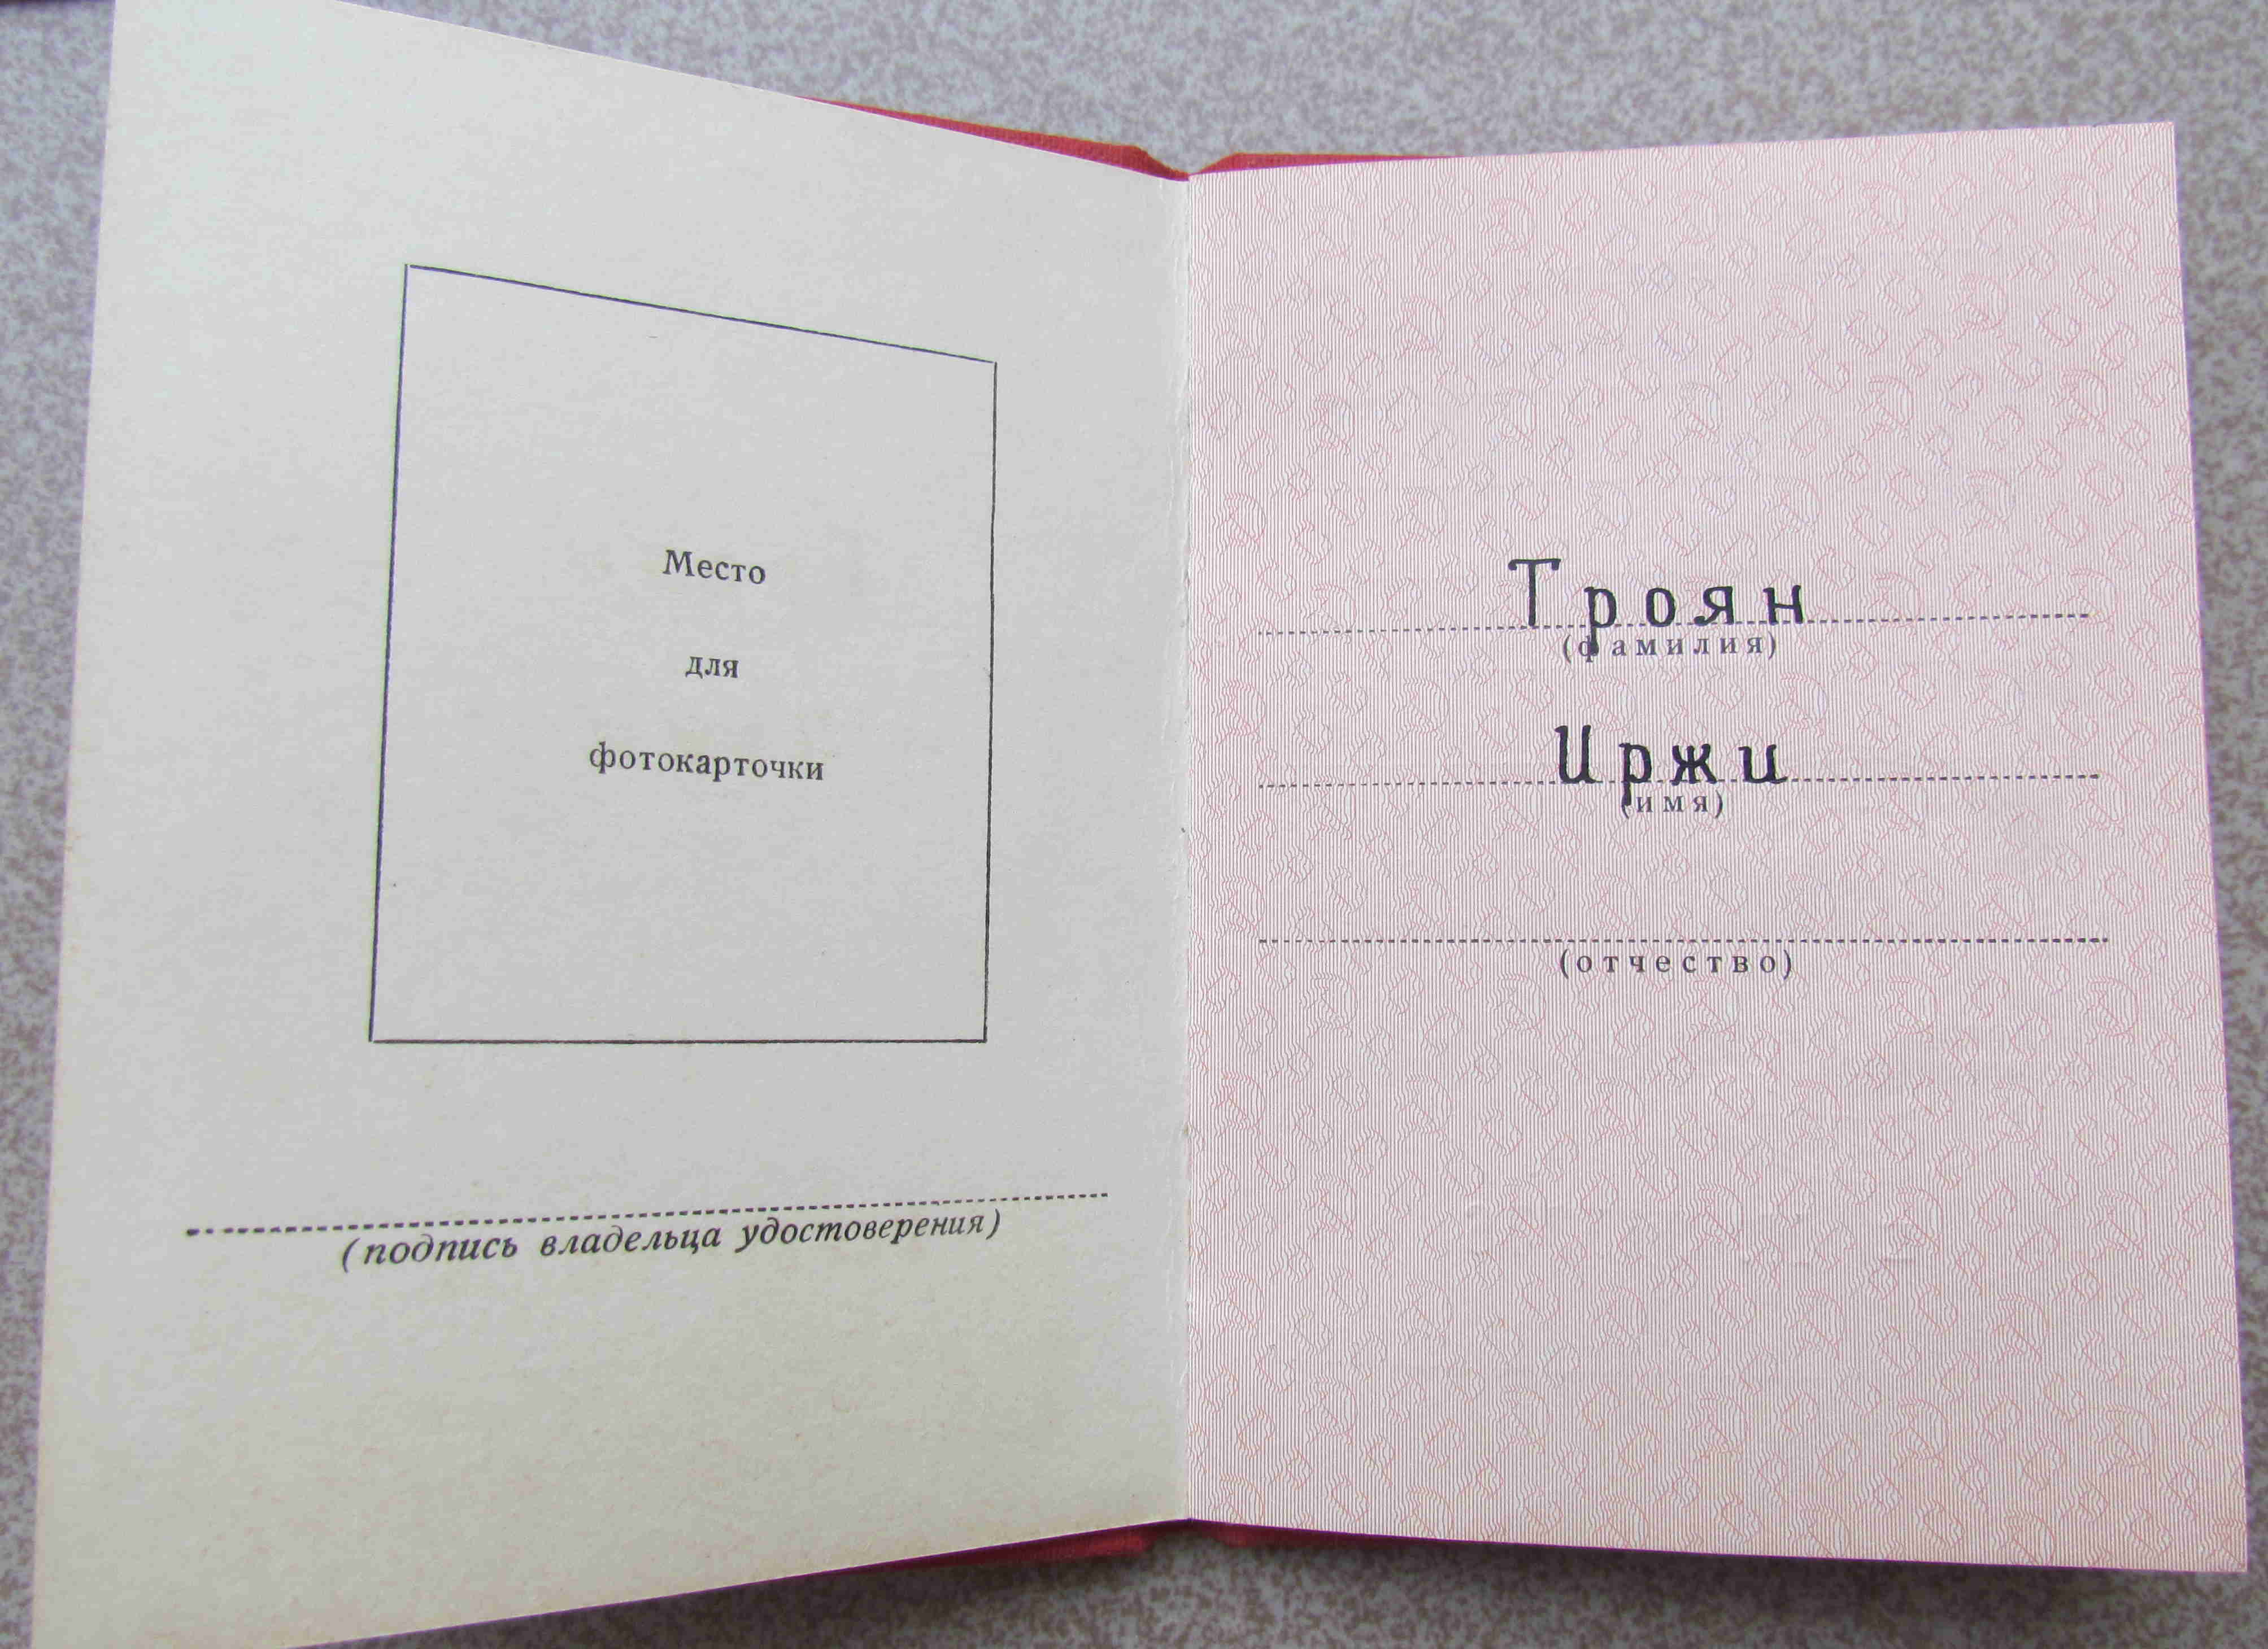 Место
для
фотокарточки
(подпись владельца удостоверения)
Троян
(фамилия)
Иржи
(имя)
(отчество)